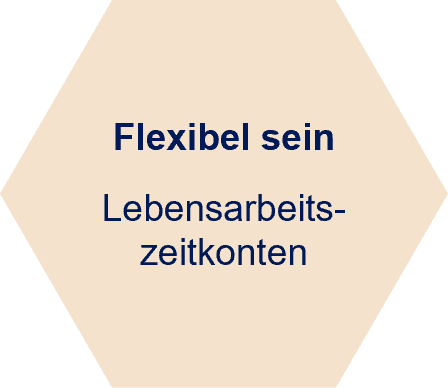 Flexibel sein
Lebensarbeits-
zeitkonten